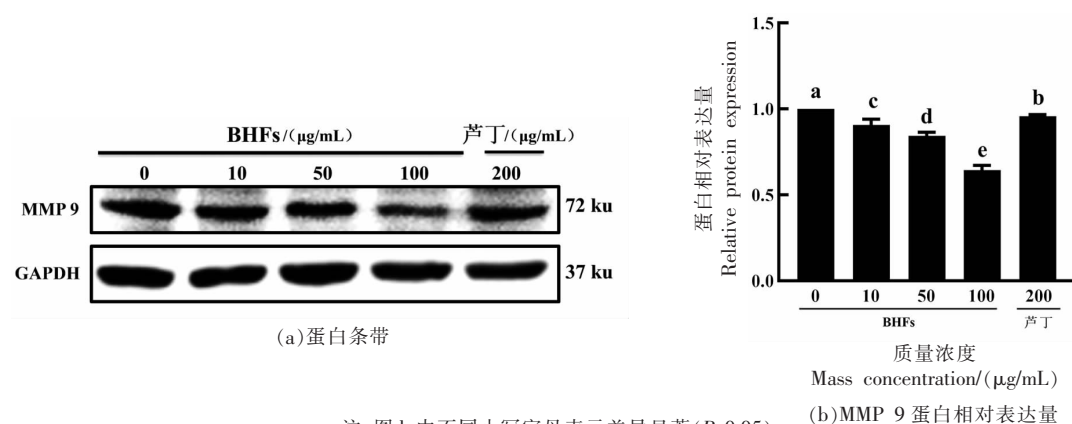 BHFs/(μg/mL) 芦丁/(μg/mL)
0 10 50 100 200
MMP 9 72 ku
GAPDH 37 ku
(a)蛋白条带
蛋白相对表达量
Relative protein expression
1.5
1.0
0.5
0.0
a c d e b
0 10 50 100 200
BHFs 芦丁
质量浓度
Mass concentration/(μg/mL)
(b)MMP 9 蛋白相对表达量